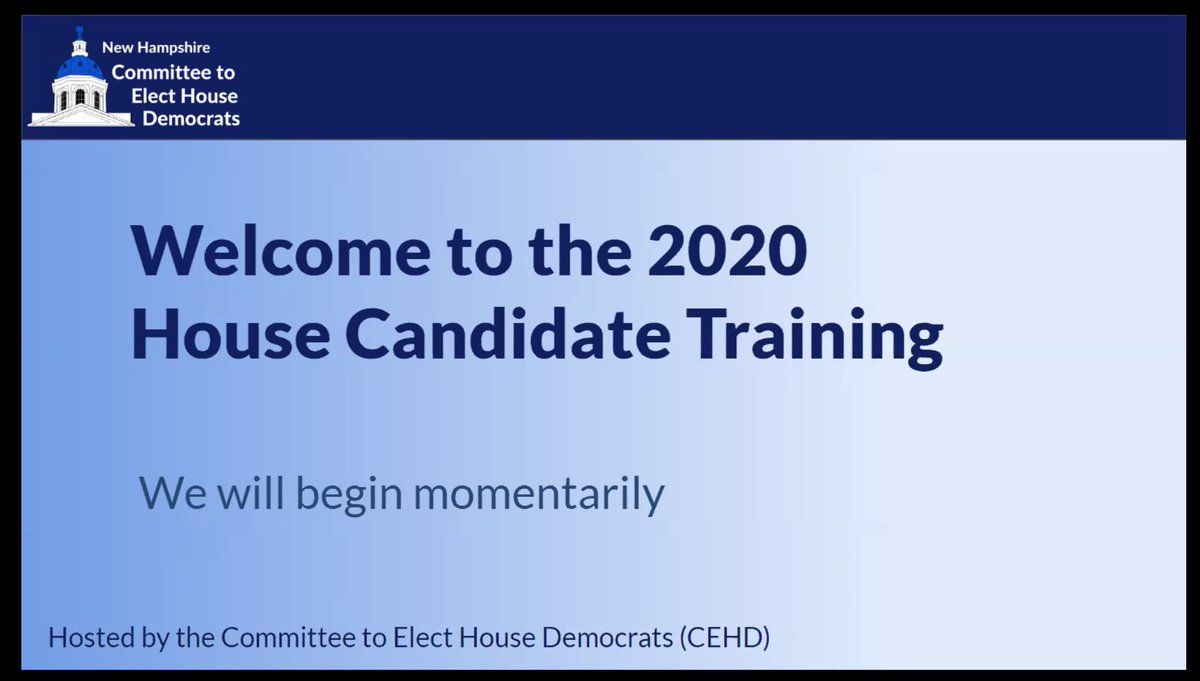 New Hampshire
Committee to
Elect House
Democrats
Welcome to the 2020
House Candidate Training
We will begin momentarily
Hosted by the Committee to Elect House Democrats (CEHD)